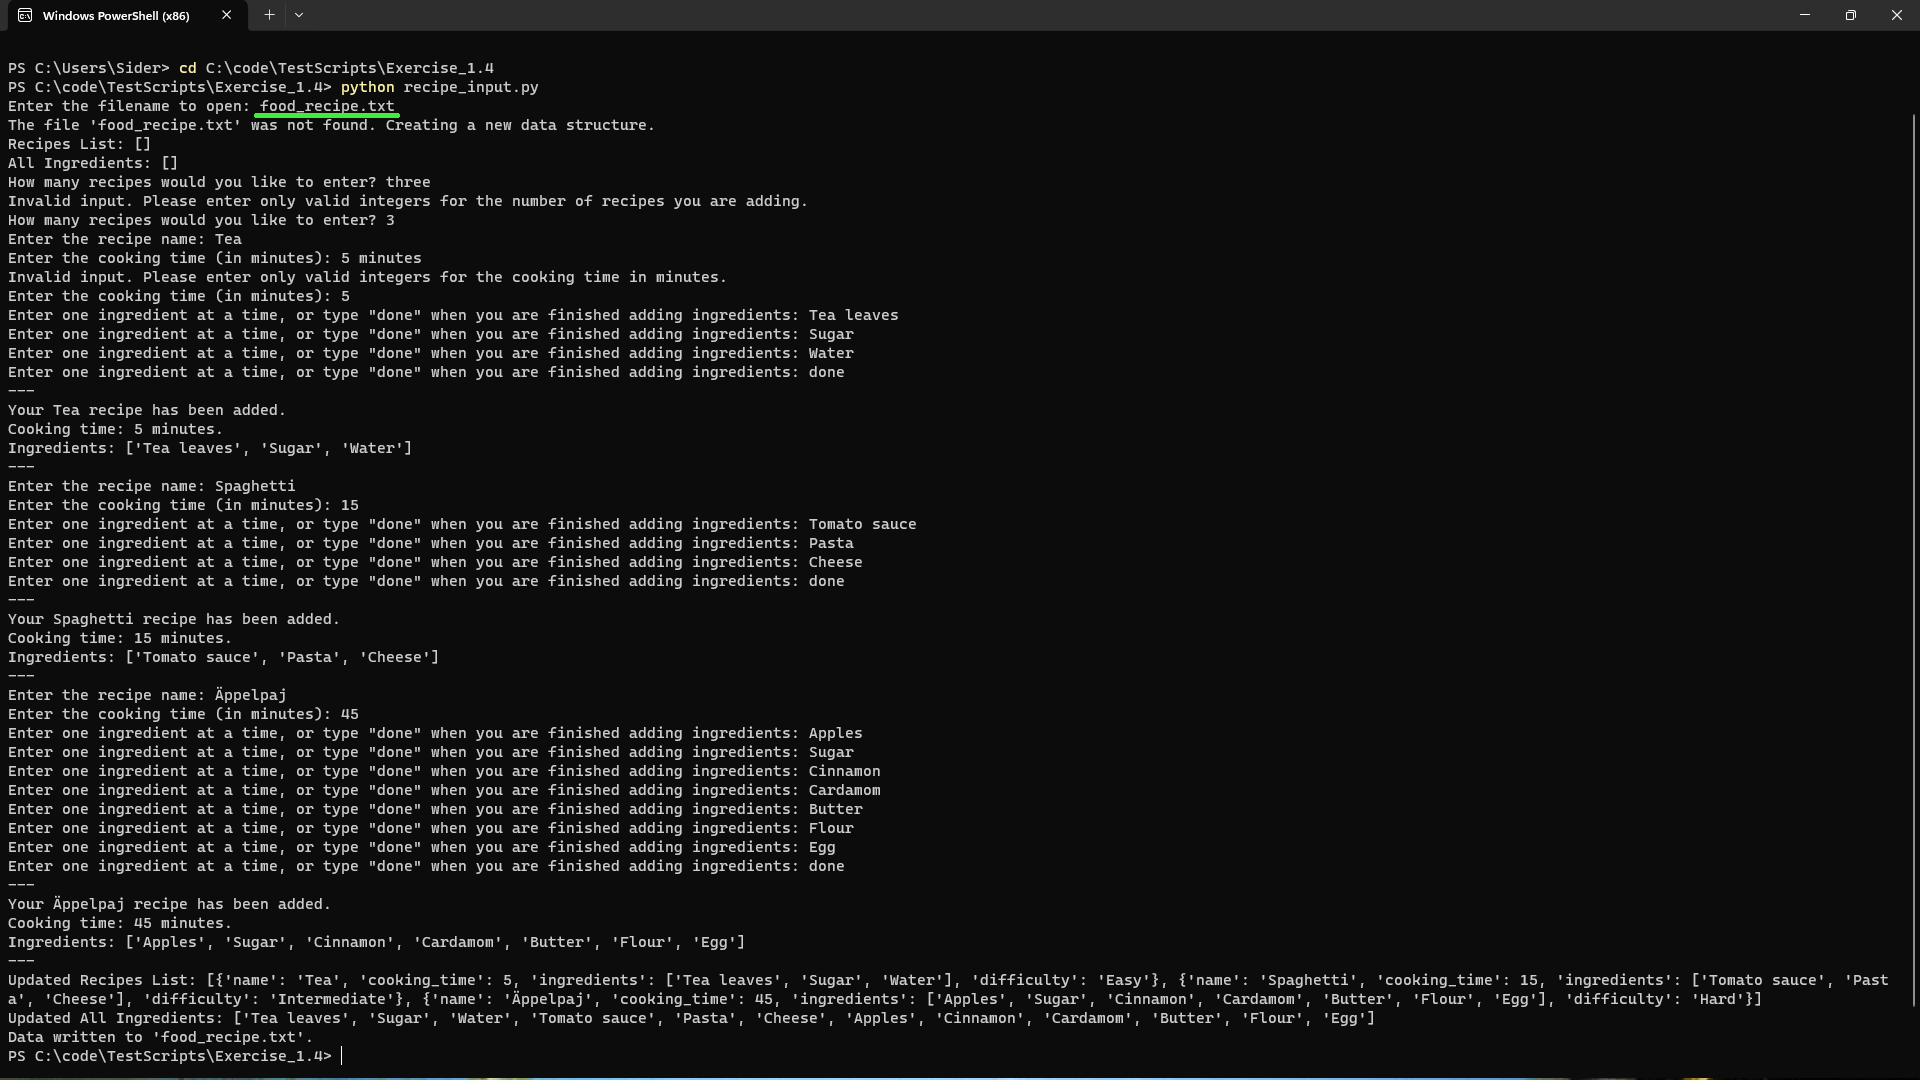 Windows PowerShell (x86)
PS C:\Users\Sider> cd C:\code\TestScripts\Exercise_1.4
PS C:\code\TestScripts\Exercise_1.4> python recipe_input.py
Enter the filename to open: food_recipe.txt
The file 'food_recipe.txt' was not found. Creating a new data structure.
Recipes List: []
All Ingredients: []
How many recipes would you like to enter? three
Invalid input. Please enter only valid integers for the number of recipes you are adding.
How many recipes would you like to enter? 3
Enter the recipe name: Tea
Enter the cooking time (in minutes): 5 minutes
Invalid input. Please enter only valid integers for the cooking time in minutes.
Enter the cooking time (in minutes): 5
Enter one ingredient at a time, or type "done" when you are finished adding ingredients: Tea leaves
Enter one ingredient at a time, or type "done" when you are finished adding ingredients: Sugar
Enter one ingredient at a time, or type "done" when you are finished adding ingredients: Water
Enter one ingredient at a time, or type "done" when you are finished adding ingredients: done
---
Your Tea recipe has been added.
Cooking time: 5 minutes.
Ingredients: ['Tea leaves', 'Sugar', 'Water']
---
Enter the recipe name: Spaghetti
Enter the cooking time (in minutes): 15
Enter one ingredient at a time, or type "done" when you are finished adding ingredients: Tomato sauce
Enter one ingredient at a time, or type "done" when you are finished adding ingredients: Pasta
Enter one ingredient at a time, or type "done" when you are finished adding ingredients: Cheese
Enter one ingredient at a time, or type "done" when you are finished adding ingredients: done
---
Your Spaghetti recipe has been added.
Cooking time: 15 minutes.
Ingredients: ['Tomato sauce', 'Pasta', 'Cheese']
---
Enter the recipe name: Äppelpaj
Enter the cooking time (in minutes): 45
Enter one ingredient at a time, or type "done" when you are finished adding ingredients: Apples
Enter one ingredient at a time, or type "done" when you are finished adding ingredients: Sugar
Enter one ingredient at a time, or type "done" when you are finished adding ingredients: Cinnamon
Enter one ingredient at a time, or type "done" when you are finished adding ingredients: Cardamom
Enter one ingredient at a time, or type "done" when you are finished adding ingredients: Butter
Enter one ingredient at a time, or type "done" when you are finished adding ingredients: Flour
Enter one ingredient at a time, or type "done" when you are finished adding ingredients: Egg
Enter one ingredient at a time, or type "done" when you are finished adding ingredients: done
---
Your Äppelpaj recipe has been added.
Cooking time: 45 minutes.
Ingredients: ['Apples', 'Sugar', 'Cinnamon', 'Cardamom', 'Butter', 'Flour', 'Egg']
---
Updated Recipes List: [{'name': 'Tea', 'cooking_time': 5, 'ingredients': ['Tea leaves', 'Sugar', 'Water'], 'difficulty': 'Easy'}, {'name': 'Spaghetti', 'cooking_time': 15, 'ingredients': ['Tomato sauce', 'Past
a', 'Cheese'], 'difficulty': 'Intermediate'}, {'name': 'Äppelpaj', 'cooking_time': 45, 'ingredients': ['Apples', 'Sugar', 'Cinnamon', 'Cardamom', 'Butter', 'Flour', 'Egg'], 'difficulty': 'Hard'}]
Updated All Ingredients: ['Tea leaves', 'Sugar', 'Water', 'Tomato sauce', 'Pasta', 'Cheese', 'Apples', 'Cinnamon', 'Cardamom', 'Butter', 'Flour', 'Egg']
Data written to 'food_recipe.txt'.
PS C:\code\TestScripts\Exercise_1.4>